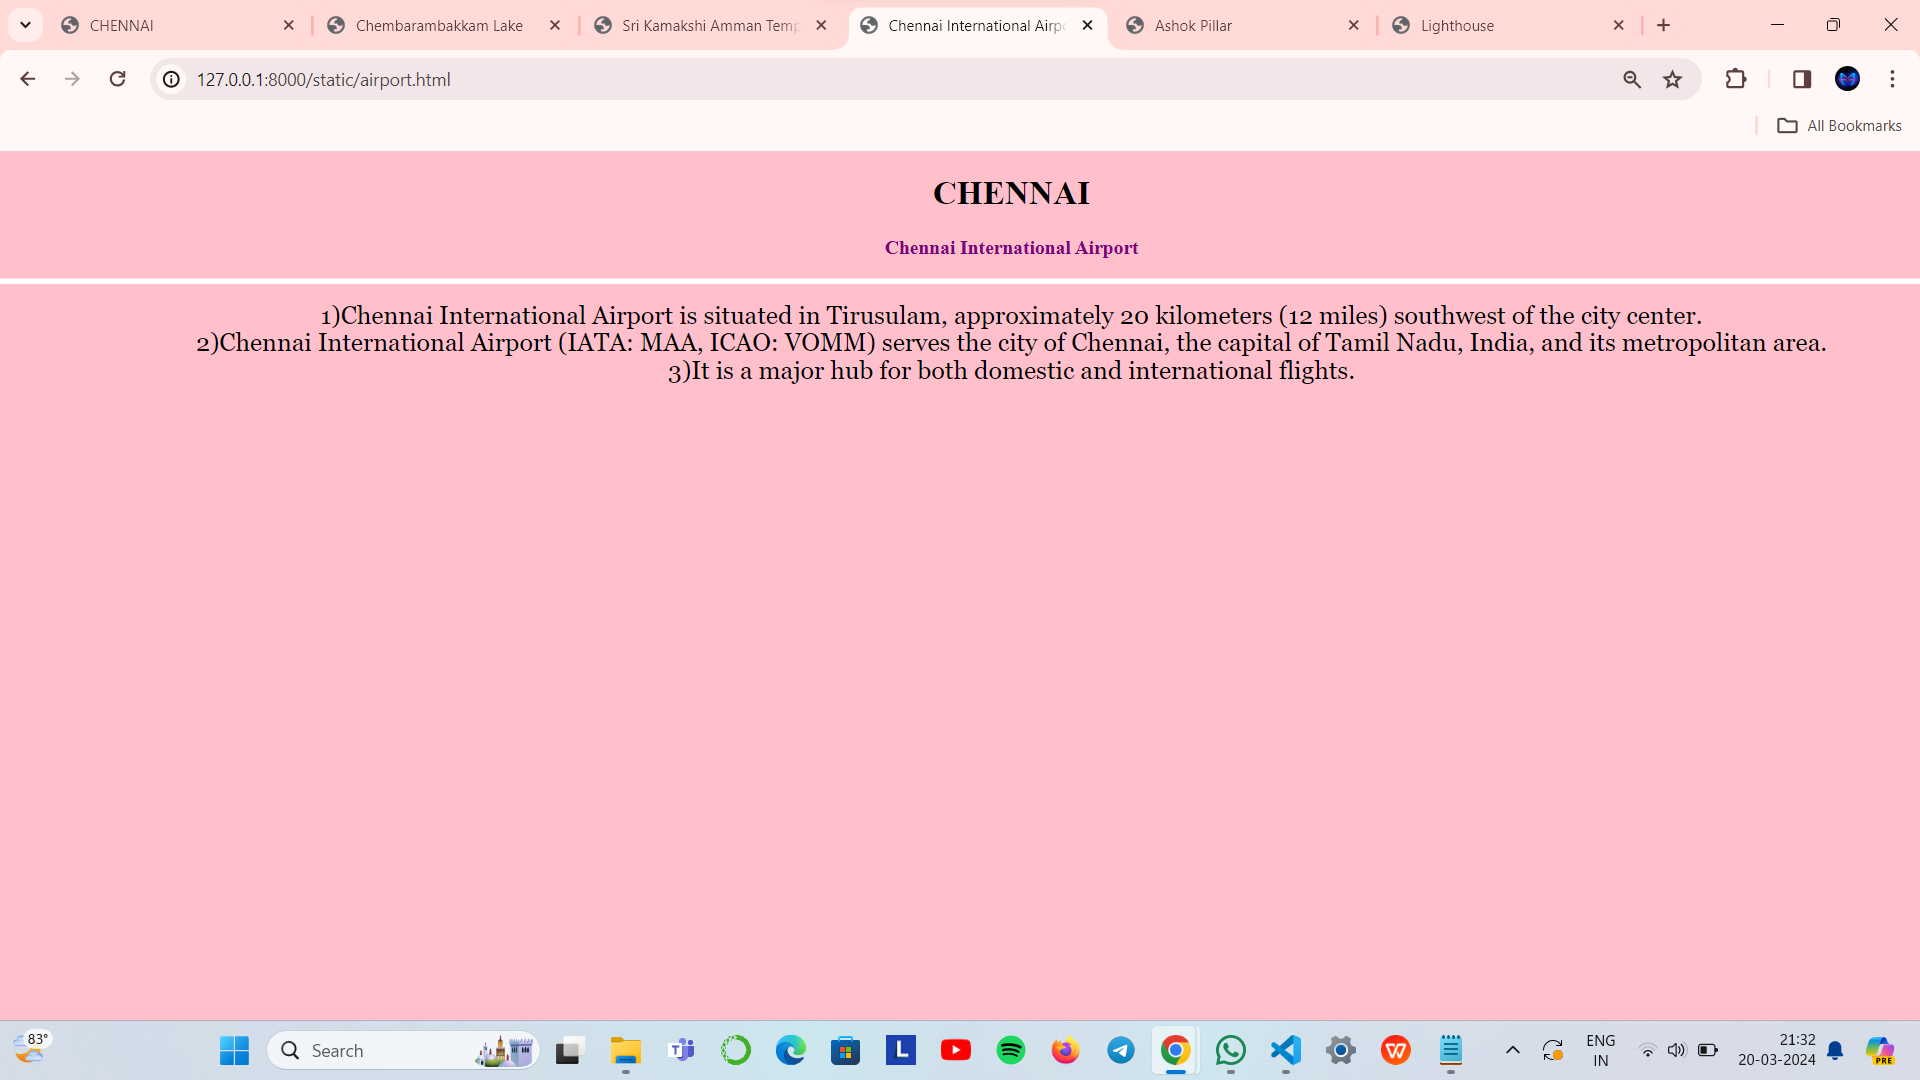 CHENNAI
Chembarambakkam Lake
Sri Kamakshi Amman Temp
Chennai International Airpo
Ashok Pillar
Lighthouse
127.0.0.1:8000/static/airport.html
All Bookmarks
CHENNAI
Chennai International Airport
1)Chennai International Airport is situated in Tirusulam, approximately 20 kilometers (12 miles) southwest of the city center.
2)Chennai International Airport (IATA: MAA, ICAO: VOMM) serves the city of Chennai, the capital of Tamil Nadu, India, and its metropolitan area.
3)It is a major hub for both domestic and international flights.
83°
Search
L
W
ENG
IN
21:32
20-03-2024
PRE